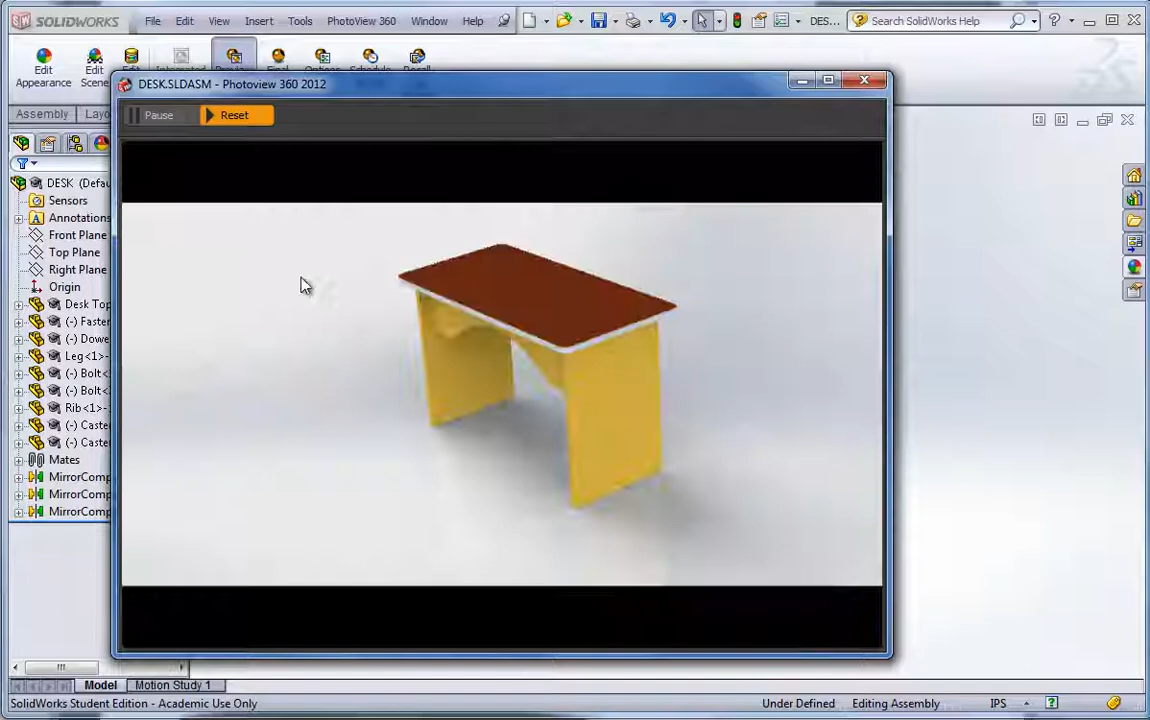 SOLIDWORKS File Edit View Insert Tools PhotoView 360 Window Help DES... Search SolidWorks Help
Edit Appearance
Edit Scene
DESK.SLDASM - Photoview 360 2012
Pause Reset
Assembly
DESK
Sensors
Annotations
Front Plane
Top Plane
Right Plane
Origin
Desk Top
(-) Faster
(-) Dowe
Leg<1>
(-) Bolt<
(-) Bolt<
Rib<1>
(-) Caste
(-) Caste
Mates
MirrorComp
MirrorComp
MirrorComp
Model Motion Study 1
SolidWorks Student Edition - Academic Use Only Under Defined Editing Assembly IPS